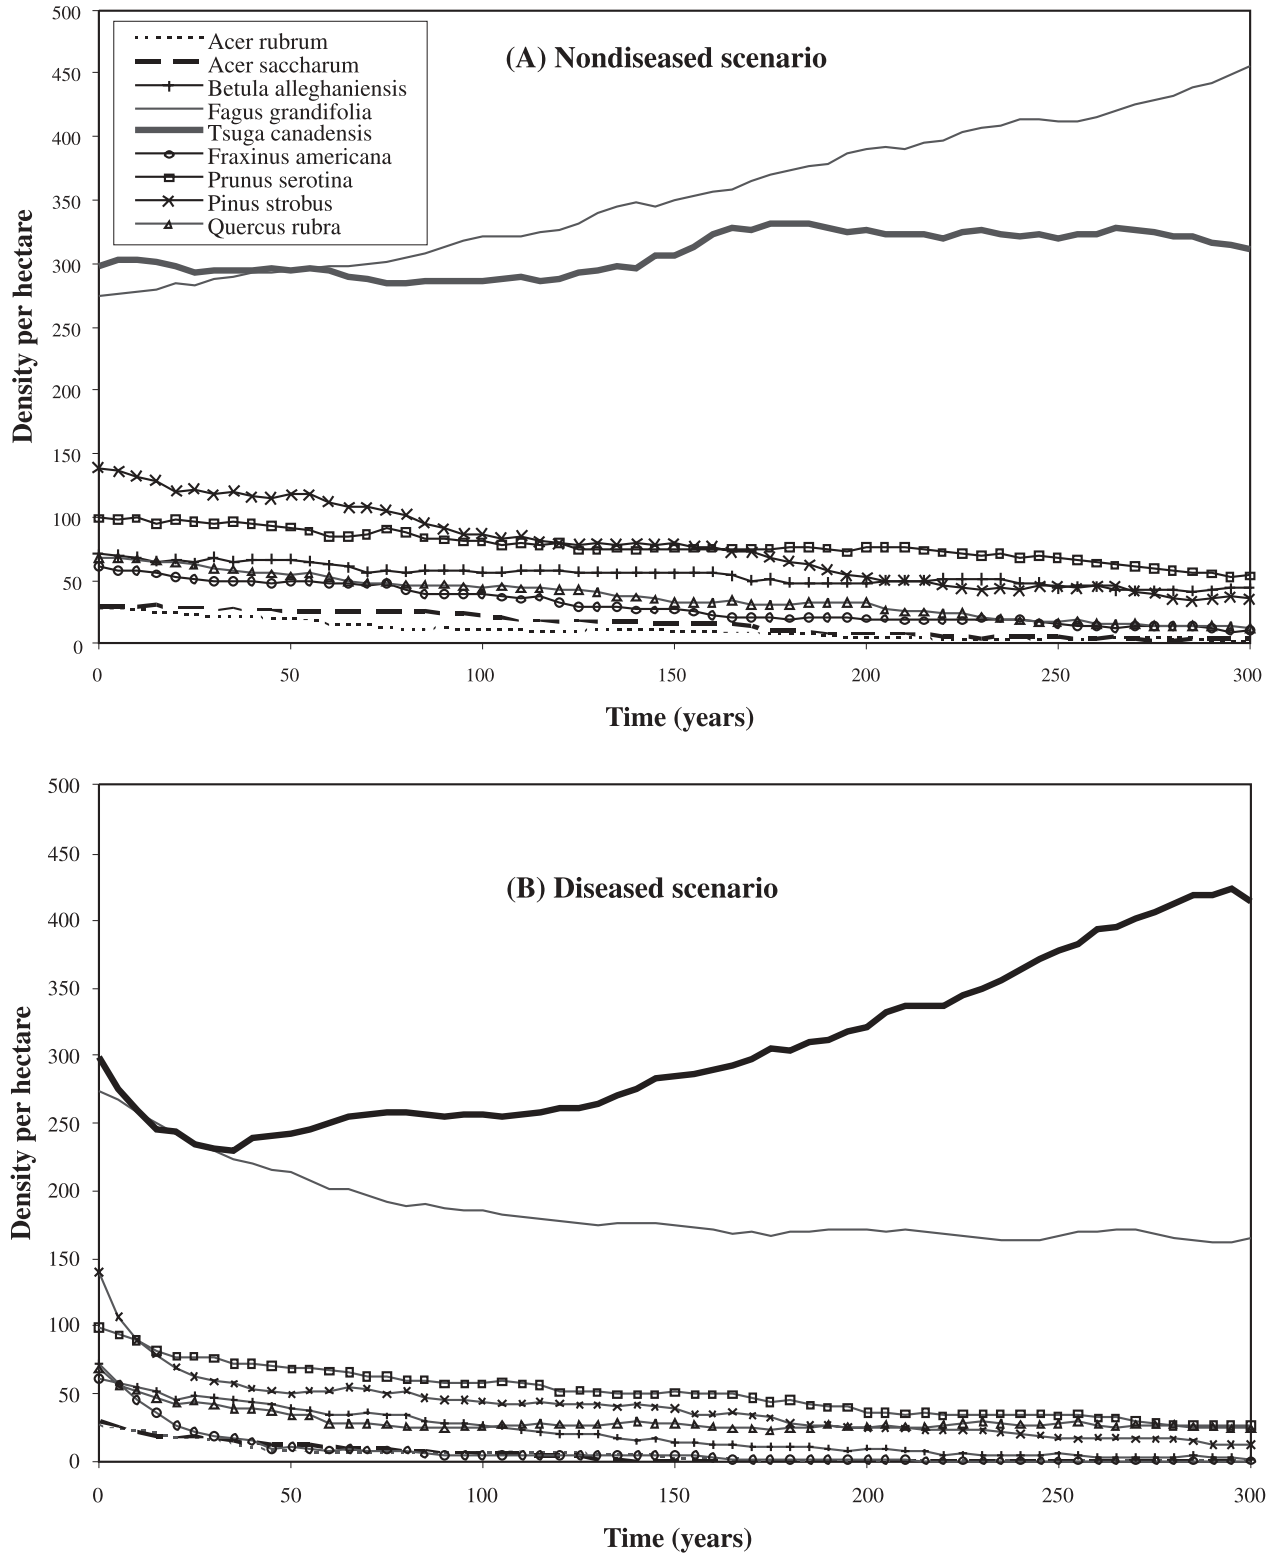 500
450
400
350
300
250
200
150
100
50
0
Density per hectare
Acer rubrum
Acer saccharum
Betula alleghaniensis
Fagus grandifolia
Tsuga canadensis
Fraxinus americana
Prunus serotina
Pinus strobus
Quercus rubra
(A) Nondiseased scenario
0 50 100 150 200 250 300
Time (years)
500
450
400
350
300
250
200
150
100
50
0
Density per hectare
(B) Diseased scenario
0 50 100 150 200 250 300
Time (years)